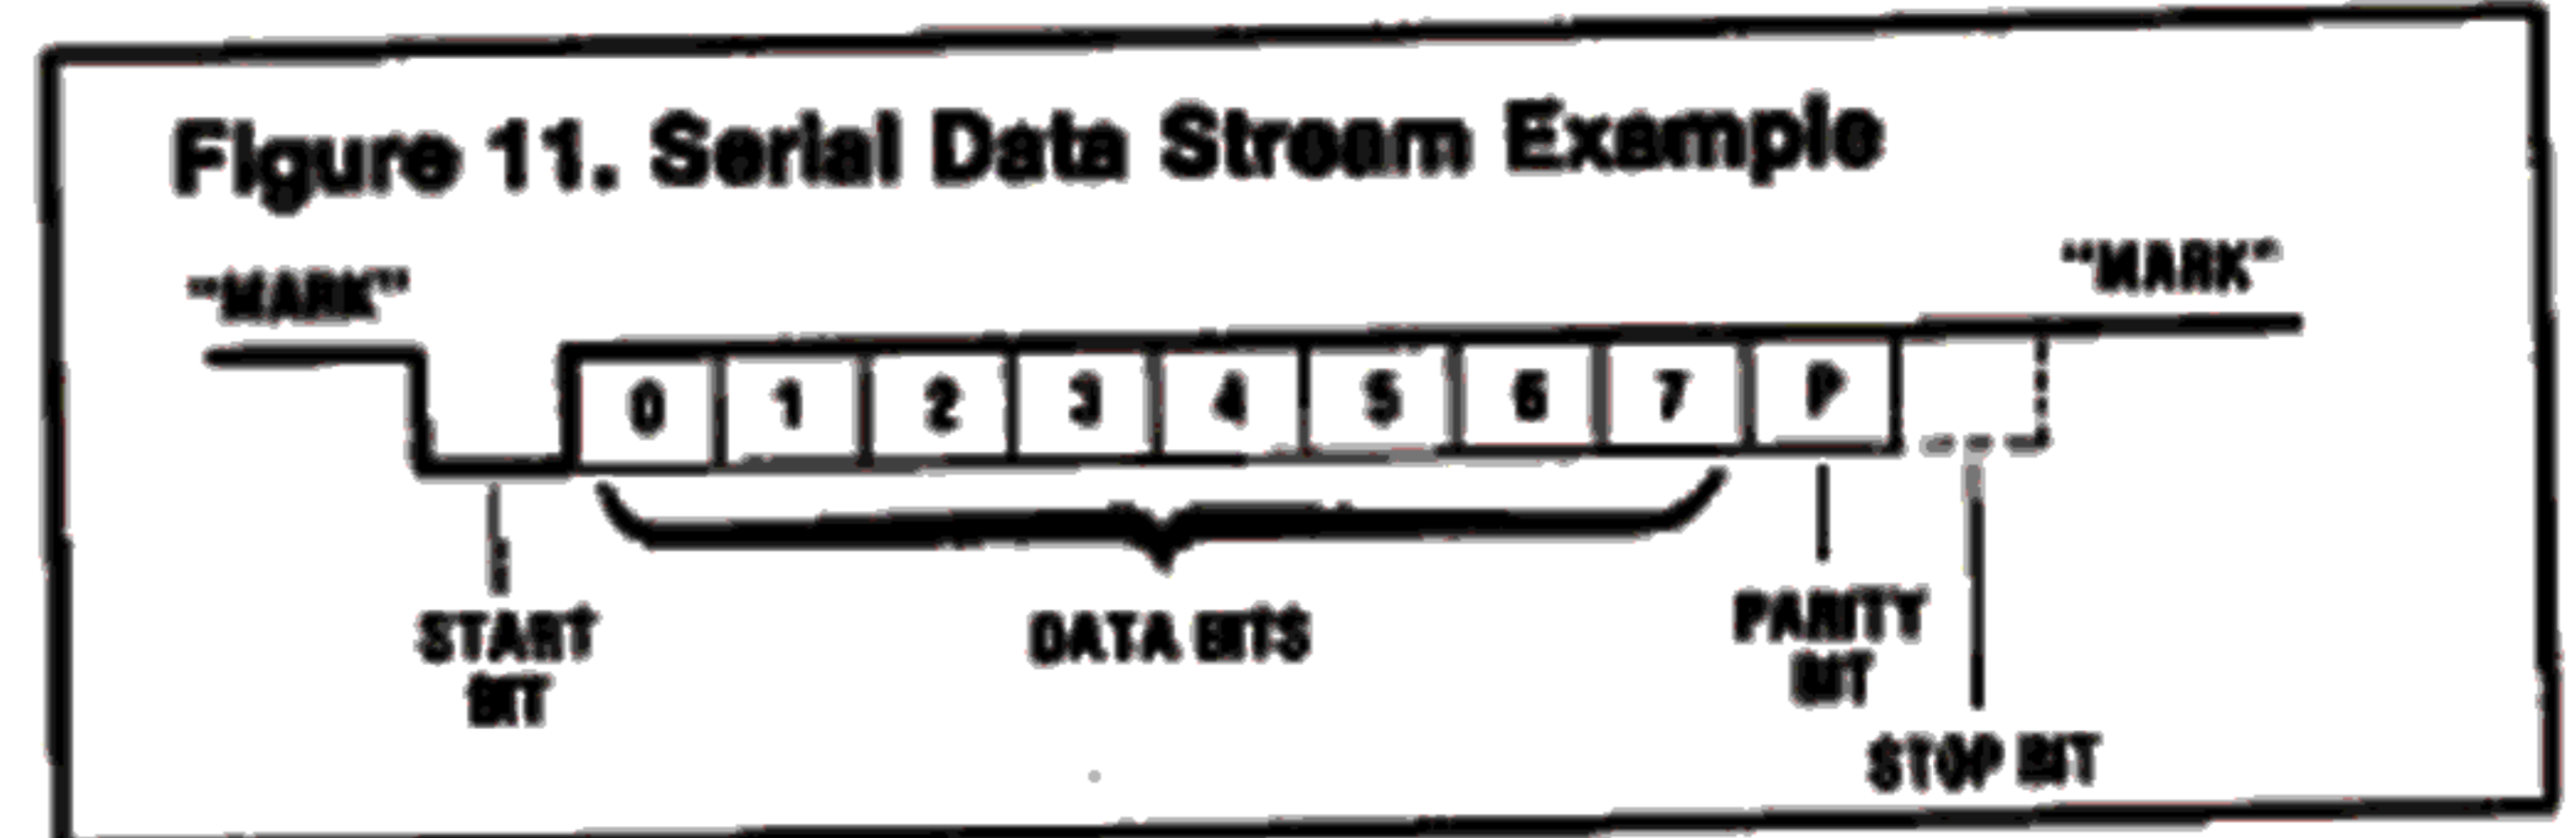 Figure 11. Serial Data Stream Example
"MARK"
"MARK"
0 1 2 3 4 5 6 7 P
START
BIT
DATA BITS
PARITY
BIT
STOP BIT